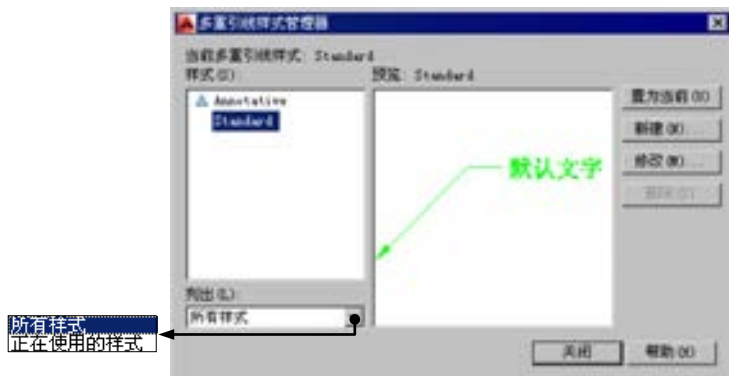 多重引线样式管理器
当前多重引线样式: Standard
样式(S):
预览: Standard
Annotative
Standard
默认文字
置为当前(U)
新建(N)...
修改(M)...
删除(D)
列出(L):
所有样式
所有样式
正在使用的样式
关闭
帮助(H)